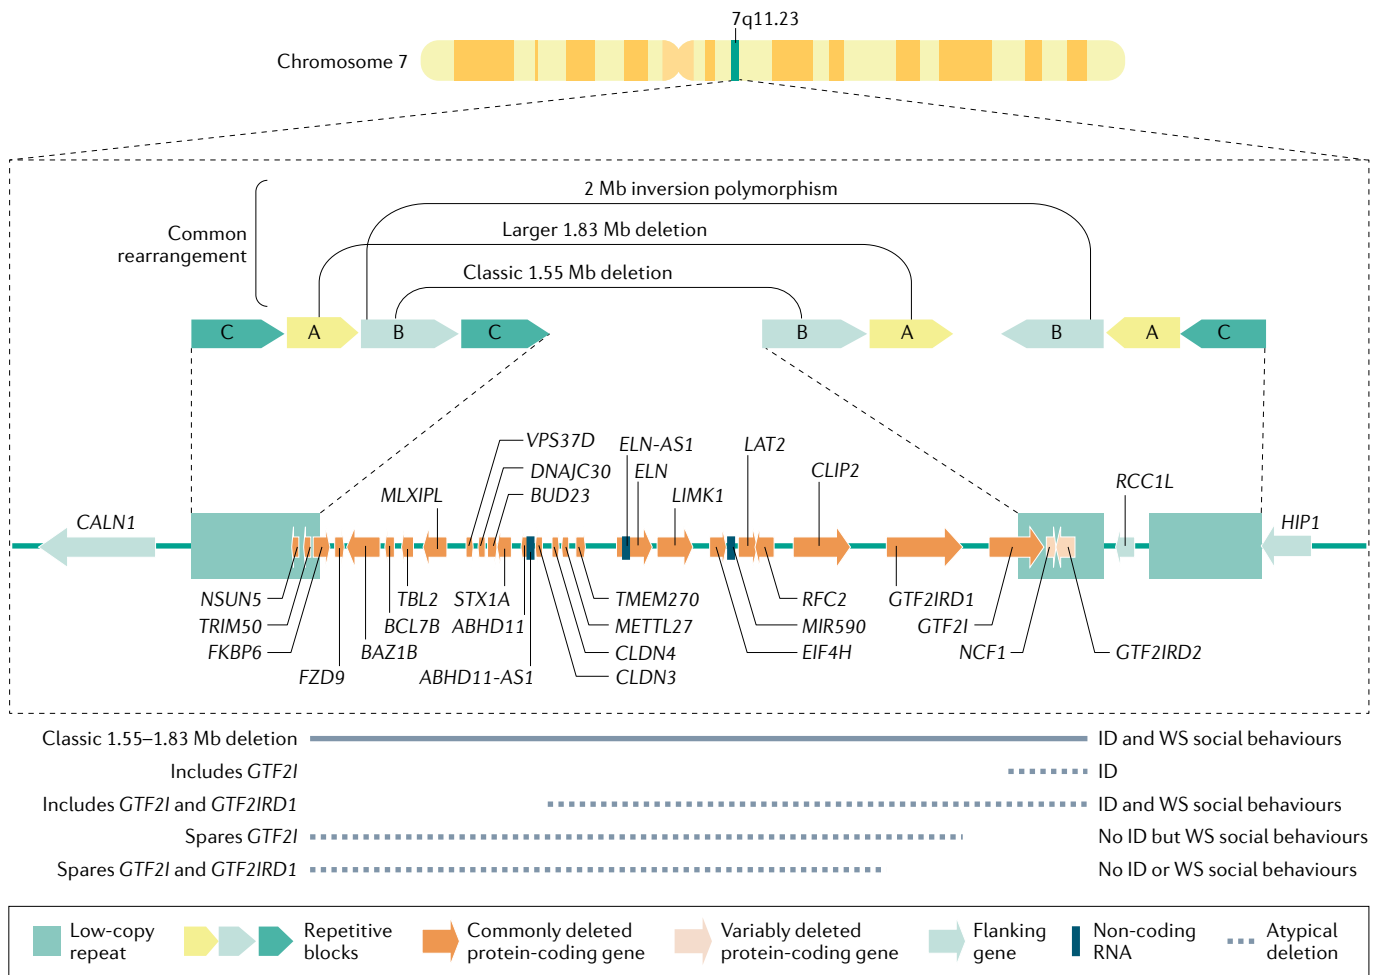 7q11.23
Chromosome 7
2 Mb inversion polymorphism
Common
rearrangement
Larger 1.83 Mb deletion
Classic 1.55 Mb deletion
C A B C B A B A C
VPS37D ELN-AS1 LAT2
DNAJC30 ELN CLIP2
MLXIPL BUD23 LIMK1 RCC1L
CALN1 HIP1
NSUN5 TBL2 STX1A TMEM270 RFC2 GTF2IRD1
TRIM50 BCL7B ABHD11 METTL27 MIR590 GTF2I
FKBP6 BAZ1B CLDN4 EIF4H NCF1 GTF2IRD2
FZD9 ABHD11-AS1 CLDN3
Classic 1.55–1.83 Mb deletion ID and WS social behaviours
Includes GTF2I ID
Includes GTF2I and GTF2IRD1 ID and WS social behaviours
Spares GTF2I No ID but WS social behaviours
Spares GTF2I and GTF2IRD1 No ID or WS social behaviours
Low-copy
repeat
Repetitive
blocks
Commonly deleted
protein-coding gene
Variably deleted
protein-coding gene
Flanking
gene
Non-coding
RNA
Atypical
deletion